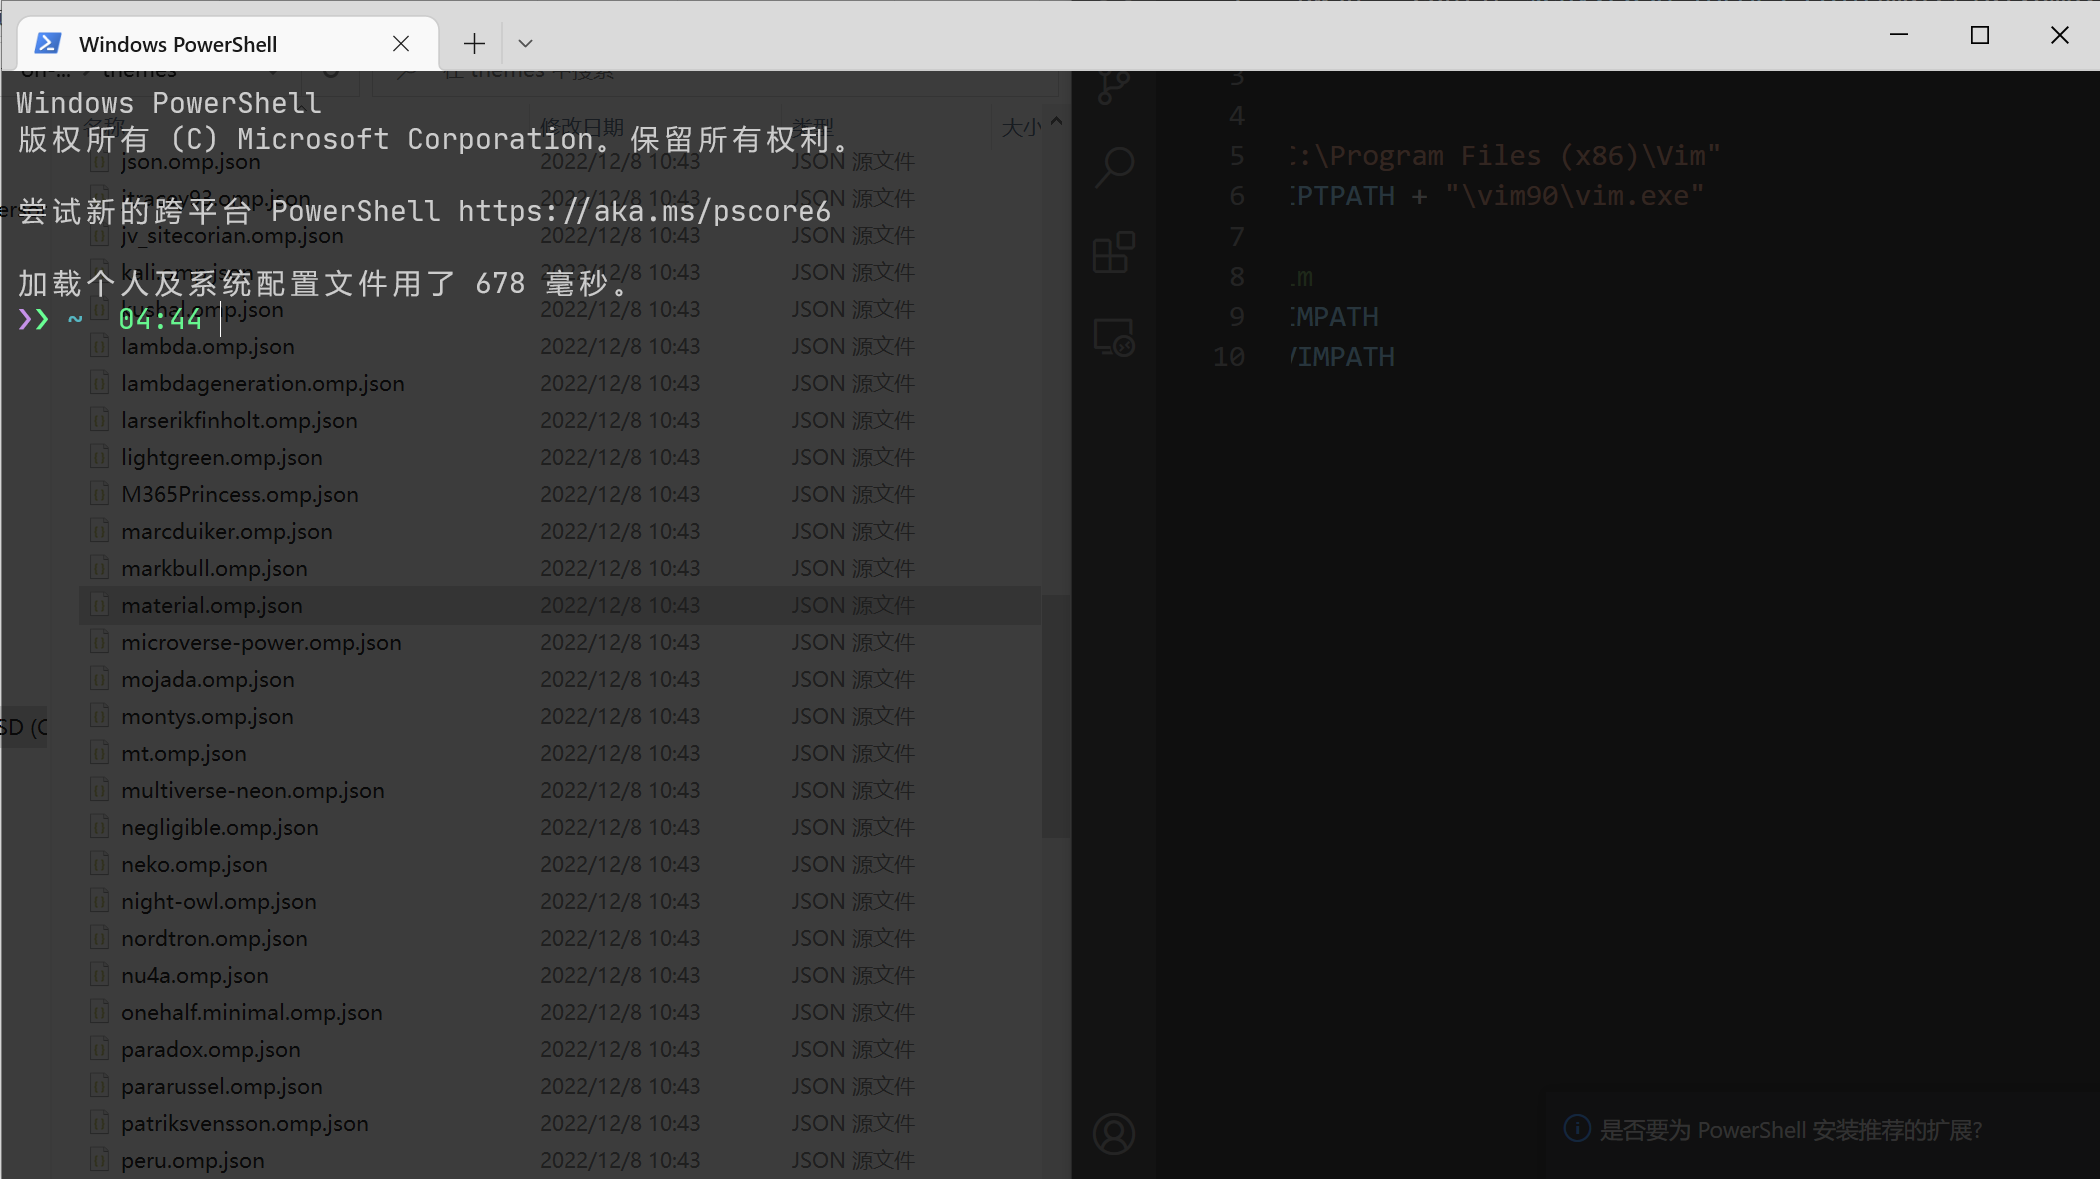 Windows PowerShell
themes
在 themes 中搜索
Windows PowerShell
版权所有 (C) Microsoft Corporation。保留所有权利。
尝试新的跨平台 PowerShell https://aka.ms/pscore6
加载个人及系统配置文件用了 678 毫秒。
❯❯ ~ 04:44
名称 修改日期 类型 大小
json.omp.json 2022/12/8 10:43 JSON 源文件
jtracey93.omp.json 2022/12/8 10:43 JSON 源文件
jv_sitecorian.omp.json 2022/12/8 10:43 JSON 源文件
kali.omp.json 2022/12/8 10:43 JSON 源文件
kushal.omp.json 2022/12/8 10:43 JSON 源文件
lambda.omp.json 2022/12/8 10:43 JSON 源文件
lambdageneration.omp.json 2022/12/8 10:43 JSON 源文件
larserikfinholt.omp.json 2022/12/8 10:43 JSON 源文件
lightgreen.omp.json 2022/12/8 10:43 JSON 源文件
M365Princess.omp.json 2022/12/8 10:43 JSON 源文件
marcduiker.omp.json 2022/12/8 10:43 JSON 源文件
markbull.omp.json 2022/12/8 10:43 JSON 源文件
material.omp.json 2022/12/8 10:43 JSON 源文件
microverse-power.omp.json 2022/12/8 10:43 JSON 源文件
mojada.omp.json 2022/12/8 10:43 JSON 源文件
montys.omp.json 2022/12/8 10:43 JSON 源文件
mt.omp.json 2022/12/8 10:43 JSON 源文件
multiverse-neon.omp.json 2022/12/8 10:43 JSON 源文件
negligible.omp.json 2022/12/8 10:43 JSON 源文件
neko.omp.json 2022/12/8 10:43 JSON 源文件
night-owl.omp.json 2022/12/8 10:43 JSON 源文件
nordtron.omp.json 2022/12/8 10:43 JSON 源文件
nu4a.omp.json 2022/12/8 10:43 JSON 源文件
onehalf.minimal.omp.json 2022/12/8 10:43 JSON 源文件
paradox.omp.json 2022/12/8 10:43 JSON 源文件
pararussel.omp.json 2022/12/8 10:43 JSON 源文件
patriksvensson.omp.json 2022/12/8 10:43 JSON 源文件
peru.omp.json 2022/12/8 10:43 JSON 源文件
SD (C
3
4
5 :\Program Files (x86)\Vim"
6 PTPATH + "\vim90\vim.exe"
7
8 m
9 MPATH
10 VIMPATH
是否要为 PowerShell 安装推荐的扩展?